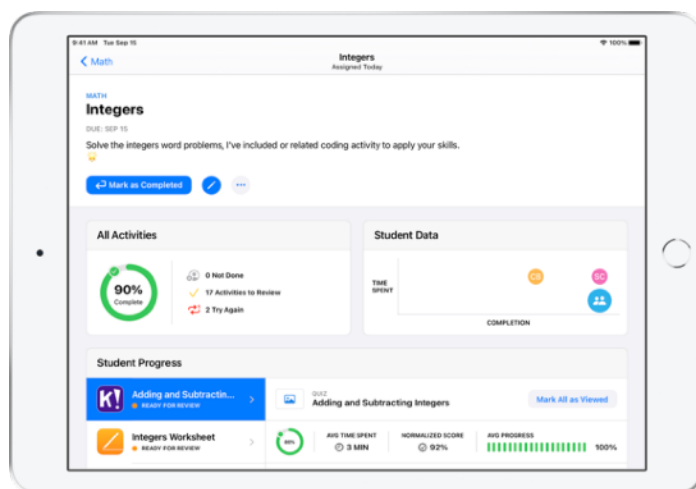 9:41 AM Tue Sep 15
100%
Math
Integers
Assigned Today
MATH
Integers
DUE: SEP 15
Solve the integers word problems, I've included or related coding activity to apply your skills.
Mark as Completed
All Activities
90%
Complete
0 Not Done
17 Activities to Review
2 Try Again
Student Data
TIME
SPENT
CB
SC
COMPLETION
Student Progress
K!
Adding and Subtractin...
READY FOR REVIEW
QUIZ
Adding and Subtracting Integers
Mark All as Viewed
Integers Worksheet
READY FOR REVIEW
AVG TIME SPENT
3 MIN
NORMALIZED SCORE
92%
AVG PROGRESS
100%